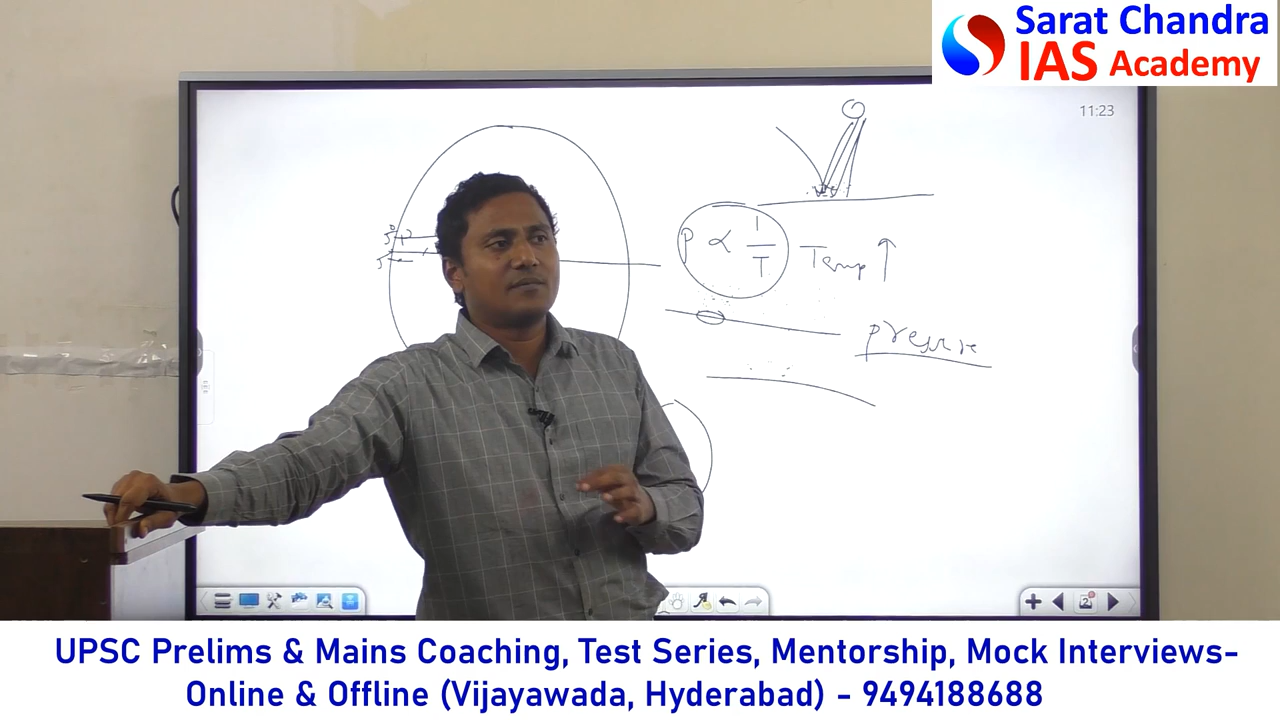 Sarat Chandra
IAS Academy
11:23
P ∝ 1/T
Temp ↑
pressure
2
UPSC Prelims & Mains Coaching, Test Series, Mentorship, Mock Interviews-
Online & Offline (Vijayawada, Hyderabad) - 9494188688